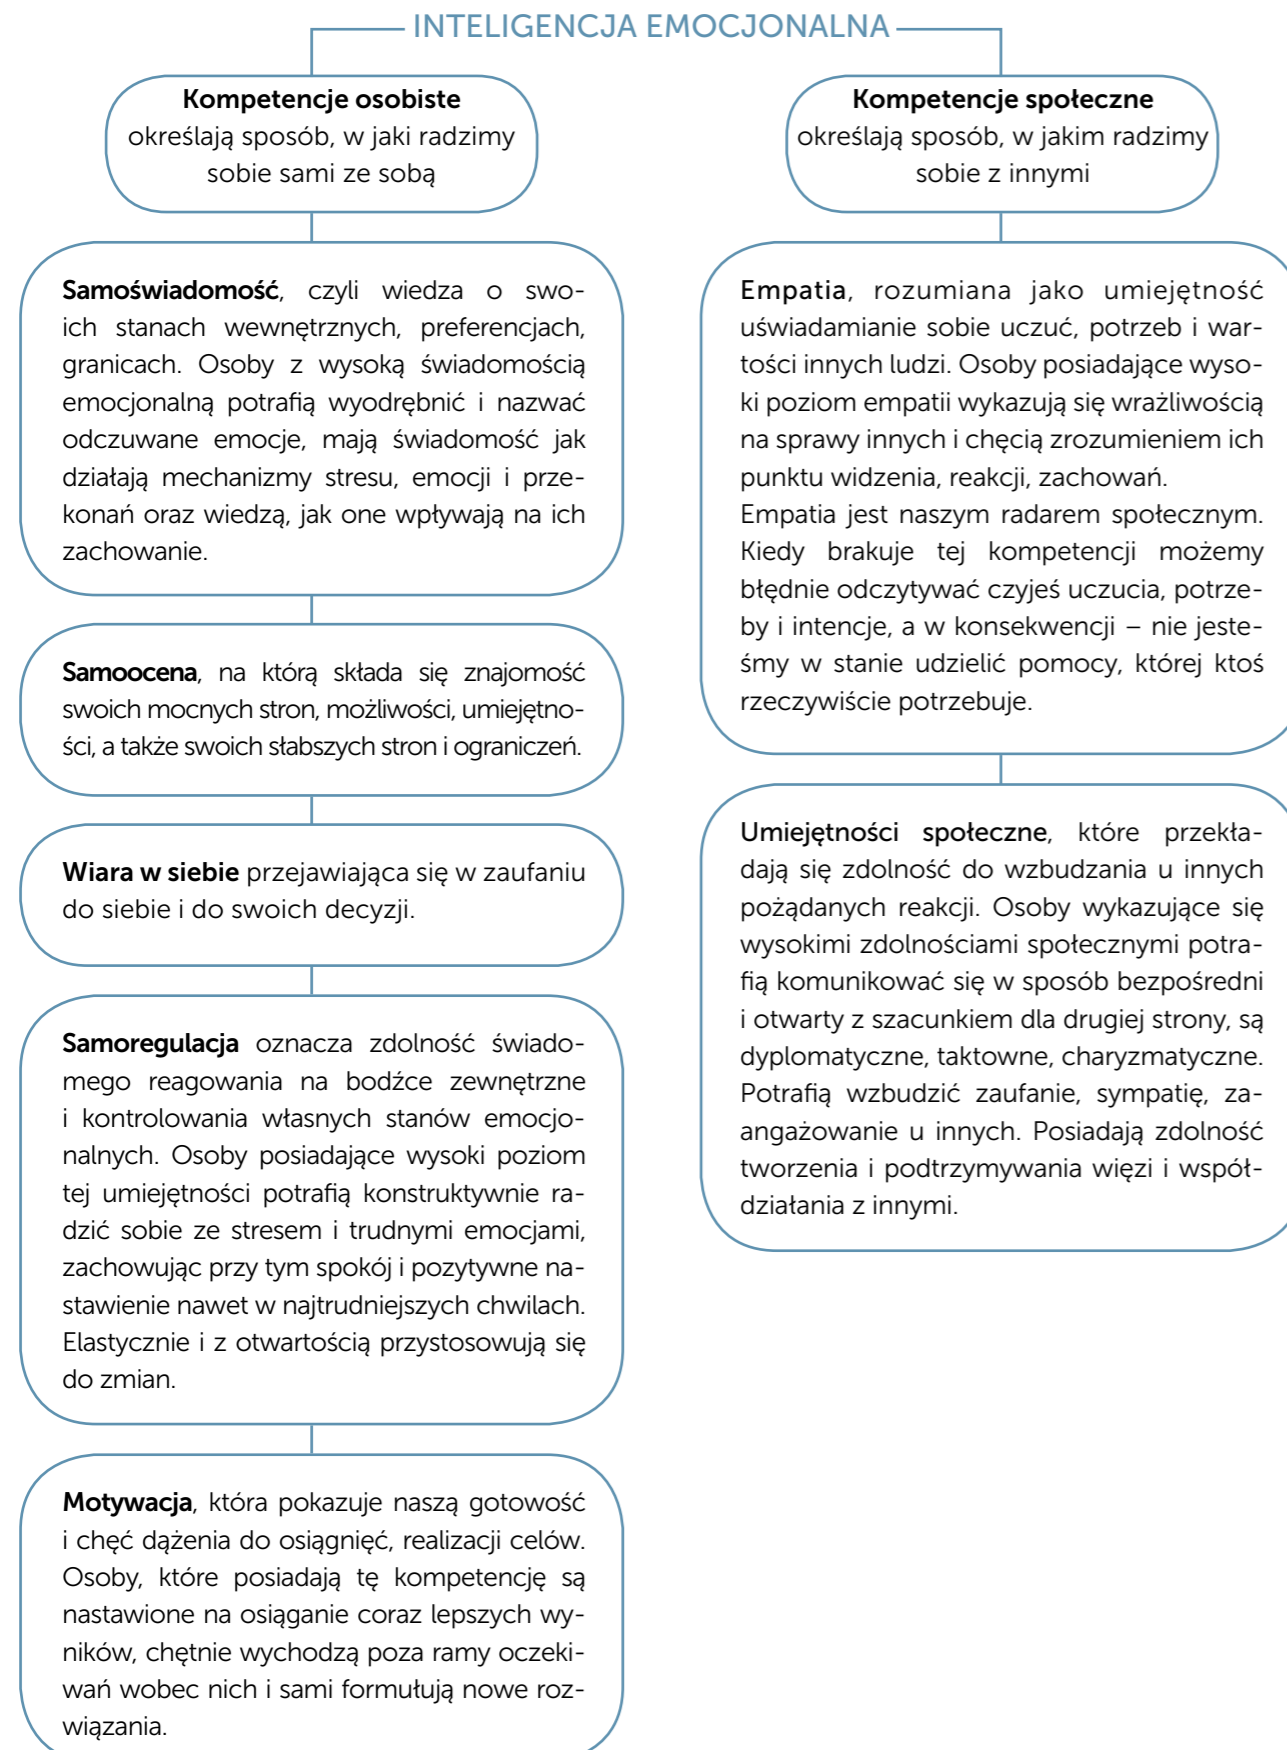 INTELIGENCJA EMOCJONALNA
Kompetencje osobiste
określają sposób, w jaki radzimy
sobie sami ze sobą
Samoświadomość, czyli wiedza o swo-
ich stanach wewnętrznych, preferencjach,
granicach. Osoby z wysoką świadomością
emocjonalną potrafią wyodrębnić i nazwać
odczuwane emocje, mają świadomość jak
działają mechanizmy stresu, emocji i prze-
konań oraz wiedzą, jak one wpływają na ich
zachowanie.
Samoocena, na którą składa się znajomość
swoich mocnych stron, możliwości, umiejętno-
ści, a także swoich słabszych stron i ograniczeń.
Wiara w siebie przejawiająca się w zaufaniu
do siebie i do swoich decyzji.
Samoregulacja oznacza zdolność świado-
mego reagowania na bodźce zewnętrzne
i kontrolowania własnych stanów emocjo-
nalnych. Osoby posiadające wysoki poziom
tej umiejętności potrafią konstruktywnie ra-
dzić sobie ze stresem i trudnymi emocjami,
zachowując przy tym spokój i pozytywne na-
stawienie nawet w najtrudniejszych chwilach.
Elastycznie i z otwartością przystosowują się
do zmian.
Motywacja, która pokazuje naszą gotowość
i chęć dążenia do osiągnięć, realizacji celów.
Osoby, które posiadają tę kompetencję są
nastawione na osiąganie coraz lepszych wy-
ników, chętnie wychodzą poza ramy oczeki-
wań wobec nich i sami formułują nowe roz-
wiązania.
Kompetencje społeczne
określają sposób, w jakim radzimy
sobie z innymi
Empatia, rozumiana jako umiejętność
uświadamianie sobie uczuć, potrzeb i war-
tości innych ludzi. Osoby posiadające wyso-
ki poziom empatii wykazują się wrażliwością
na sprawy innych i chęcią zrozumieniem ich
punktu widzenia, reakcji, zachowań.
Empatia jest naszym radarem społecznym.
Kiedy brakuje tej kompetencji możemy
błędnie odczytywać czyjeś uczucia, potrze-
by i intencje, a w konsekwencji – nie jeste-
śmy w stanie udzielić pomocy, której ktoś
rzeczywiście potrzebuje.
Umiejętności społeczne, które przekła-
dają się zdolność do wzbudzania u innych
pożądanych reakcji. Osoby wykazujące się
wysokimi zdolnościami społecznymi potra-
fią komunikować się w sposób bezpośredni
i otwarty z szacunkiem dla drugiej strony, są
dyplomatyczne, taktowne, charyzmatyczne.
Potrafią wzbudzić zaufanie, sympatię, za-
angażowanie u innych. Posiadają zdolność
tworzenia i podtrzymywania więzi i współ-
działania z innymi.